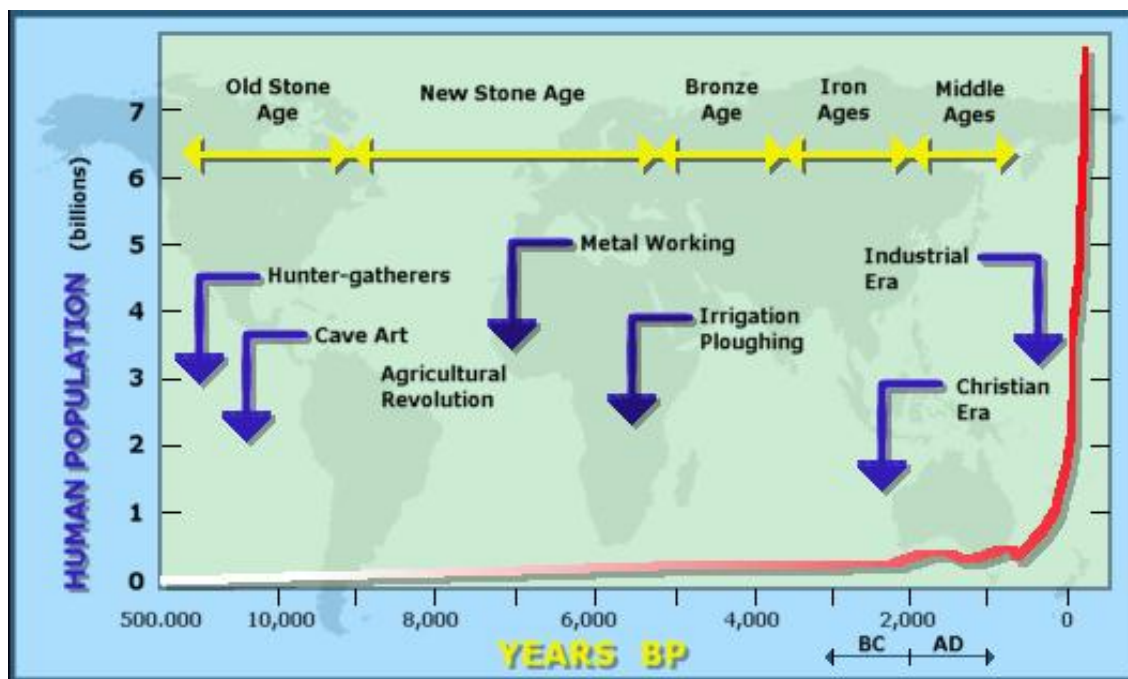 Old Stone
Age
New Stone Age
Bronze
Age
Iron
Ages
Middle
Ages
HUMAN POPULATION (billions)
7
6
5
4
3
2
1
0
Hunter-gatherers
Cave Art
Agricultural
Revolution
Metal Working
Irrigation
Ploughing
Industrial
Era
Christian
Era
500.000 10,000 8,000 6,000 4,000 2,000 0
YEARS BP
BC AD